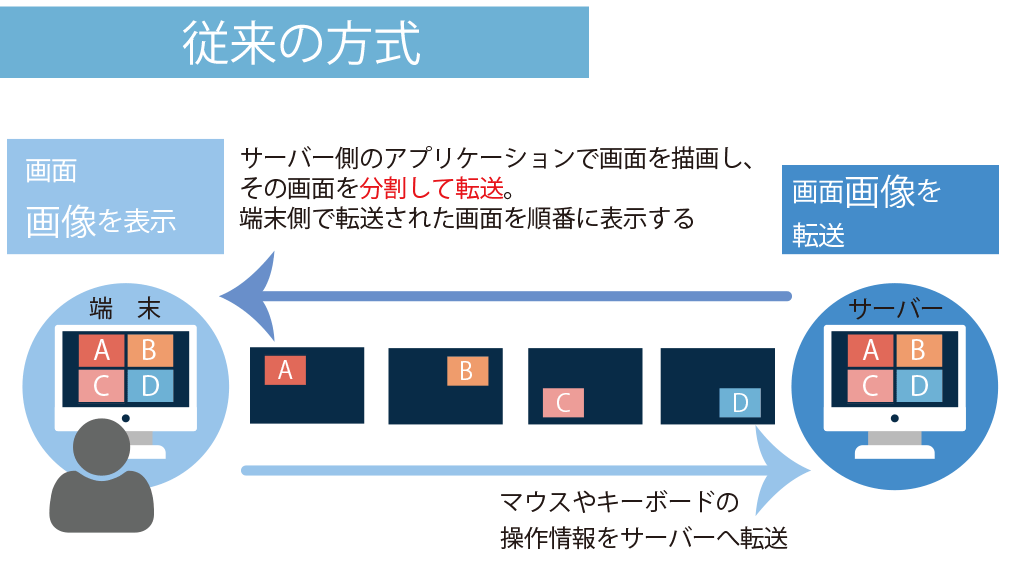 従来の方式
画面
画像を表示
サーバー側のアプリケーションで画面を描画し、
その画面を分割して転送。
端末側で転送された画面を順番に表示する
画面画像を
転送
端　末
サーバー
A B
C D
A
B
C
D
A B
C D
マウスやキーボードの
操作情報をサーバーへ転送